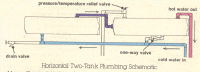 pressure/temperature relief valve
hot water out
drain valve
one-way valve
cold water in
Horizontal Two-Tank Plumbing Schematic